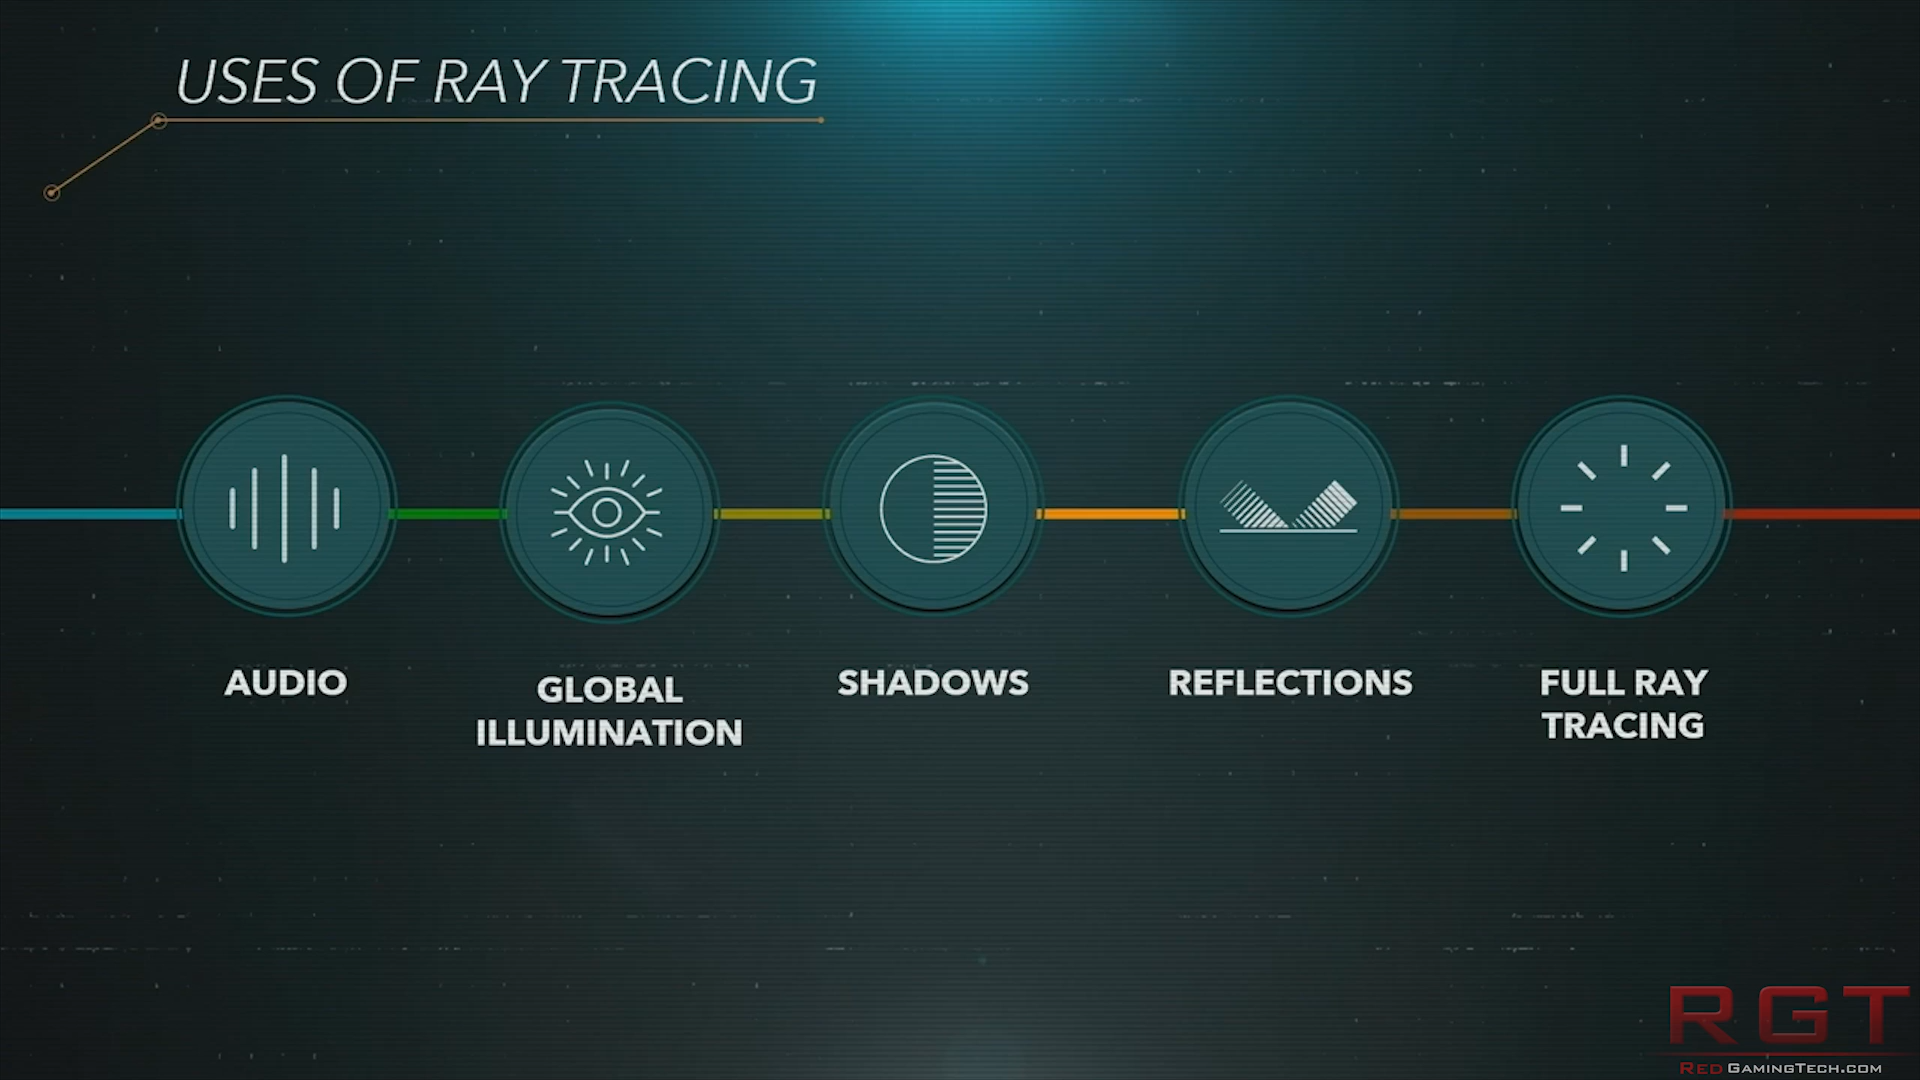 USES OF RAY TRACING
AUDIO
GLOBAL
ILLUMINATION
SHADOWS
REFLECTIONS
FULL RAY
TRACING
RGT
REDGAMINGTECH.COM